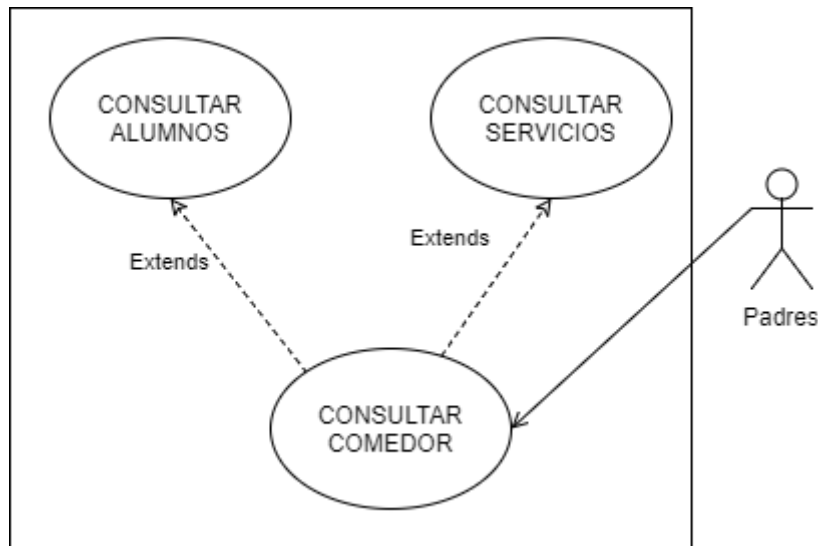 CONSULTAR
ALUMNOS
CONSULTAR
SERVICIOS
Extends
Extends
Padres
CONSULTAR
COMEDOR